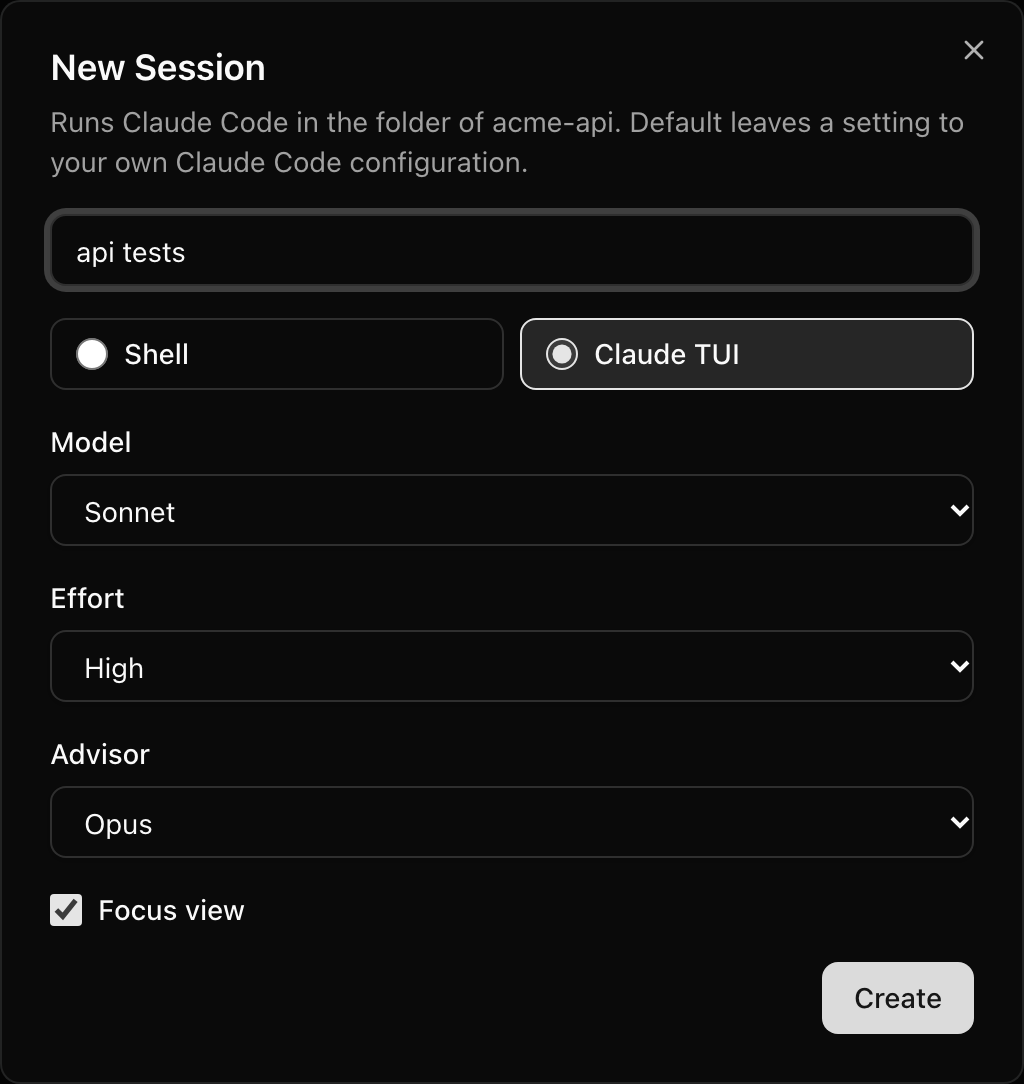 New Session
Runs Claude Code in the folder of acme-api. Default leaves a setting to
your own Claude Code configuration.
api tests
Shell
Claude TUI
Model
Sonnet
Effort
High
Advisor
Opus
Focus view
Create